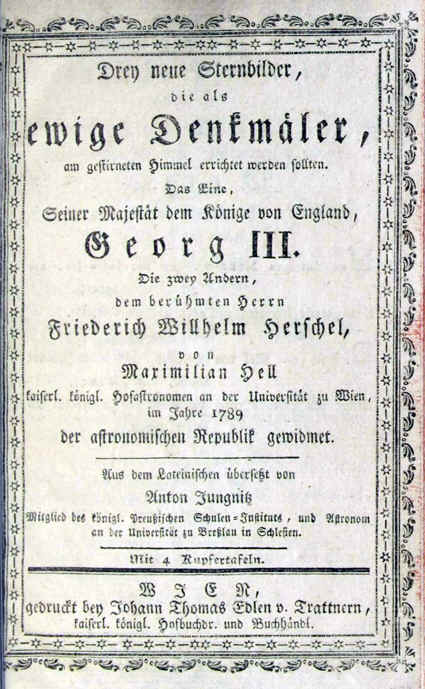 Drey neue Sternbilder,
die als
ewige Denkmäler,
am gestirneten Himmel errichtet werden sollten.
Das Eine,
Seiner Majestät dem Könige von England,
Georg III.
Die zwey Andern,
dem berühmten Herrn
Friederich Willhelm Herschel,
von
Maximilian Hell
kaiserl. königl. Hofastronomen an der Universität zu Wien,
im Jahre 1789
der astronomischen Republik gewidmet.
Aus dem Lateinischen übersetzt von
Anton Jungnitz
Mitglied des königl. Preußischen Schulen-Instituts, und Astronom
an der Universität zu Breßlau in Schlesien.
Mit 4 Kupfertafeln.
WIEN,
gedruckt bey Johann Thomas Edlen v. Trattnern,
kaiserl. königl. Hofbuchdr. und Buchhändl.